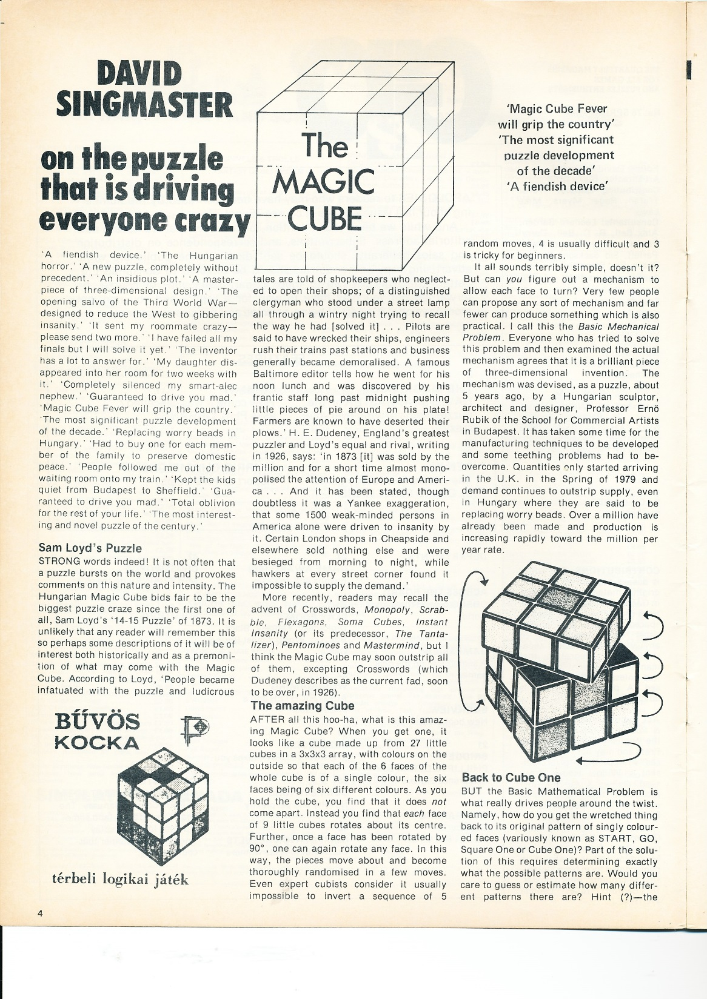 DAVID
SINGMASTER
on the puzzle
that is driving
everyone crazy
The
MAGIC
CUBE
'Magic Cube Fever
will grip the country'
'The most significant
puzzle development
of the decade'
'A fiendish device'
'A fiendish device.' 'The Hungarian
horror.' 'A new puzzle, completely without
precedent.' 'An insidious plot.' 'A master-
piece of three-dimensional design.' 'The
opening salvo of the Third World War—
designed to reduce the West to gibbering
insanity.' 'It sent my roommate crazy—
please send two more.' 'I have failed all my
finals but I will solve it yet.' 'The inventor
has a lot to answer for.' 'My daughter dis-
appeared into her room for two weeks with
it.' 'Completely silenced my smart-alec
nephew.' 'Guaranteed to drive you mad.'
'Magic Cube Fever will grip the country.'
'The most significant puzzle development
of the decade.' 'Replacing worry beads in
Hungary.' 'Had to buy one for each mem-
ber of the family to preserve domestic
peace.' 'People followed me out of the
waiting room onto my train.' 'Kept the kids
quiet from Budapest to Sheffield.' 'Gua-
ranteed to drive you mad.' 'Total oblivion
for the rest of your life.' 'The most interest-
ing and novel puzzle of the century.'
Sam Loyd's Puzzle
STRONG words indeed! It is not often that
a puzzle bursts on the world and provokes
comments on this nature and intensity. The
Hungarian Magic Cube bids fair to be the
biggest puzzle craze since the first one of
all, Sam Loyd's '14-15 Puzzle' of 1873. It is
unlikely that any reader will remember this
so perhaps some descriptions of it will be of
interest both historically and as a premoni-
tion of what may come with the Magic
Cube. According to Loyd, 'People became
infatuated with the puzzle and ludicrous
BŰVÖS
KOCKA
térbeli logikai játék
4
tales are told of shopkeepers who neglect-
ed to open their shops; of a distinguished
clergyman who stood under a street lamp
all through a wintry night trying to recall
the way he had [solved it] . . . Pilots are
said to have wrecked their ships, engineers
rush their trains past stations and business
generally became demoralised. A famous
Baltimore editor tells how he went for his
noon lunch and was discovered by his
frantic staff long past midnight pushing
little pieces of pie around on his plate!
Farmers are known to have deserted their
plows.' H. E. Dudeney, England's greatest
puzzler and Loyd's equal and rival, writing
in 1926, says: 'in 1873 [it] was sold by the
million and for a short time almost mono-
polised the attention of Europe and Ameri-
ca . . . And it has been stated, though
doubtless it was a Yankee exaggeration,
that some 1500 weak-minded persons in
America alone were driven to insanity by
it. Certain London shops in Cheapside and
elsewhere sold nothing else and were
besieged from morning to night, while
hawkers at every street corner found it
impossible to supply the demand.'
More recently, readers may recall the
advent of Crosswords, Monopoly, Scrab-
ble, Flexagons, Soma Cubes, Instant
Insanity (or its predecessor, The Tanta-
lizer), Pentominoes and Mastermind, but I
think the Magic Cube may soon outstrip all
of them, excepting Crosswords (which
Dudeney describes as the current fad, soon
to be over, in 1926).
The amazing Cube
AFTER all this hoo-ha, what is this amaz-
ing Magic Cube? When you get one, it
looks like a cube made up from 27 little
cubes in a 3x3x3 array, with colours on the
outside so that each of the 6 faces of the
whole cube is of a single colour, the six
faces being of six different colours. As you
hold the cube, you find that it does not
come apart. Instead you find that each face
of 9 little cubes rotates about its centre.
Further, once a face has been rotated by
90°, one can again rotate any face. In this
way, the pieces move about and become
thoroughly randomised in a few moves.
Even expert cubists consider it usually
impossible to invert a sequence of 5
random moves, 4 is usually difficult and 3
is tricky for beginners.
It all sounds terribly simple, doesn't it?
But can you figure out a mechanism to
allow each face to turn? Very few people
can propose any sort of mechanism and far
fewer can produce something which is also
practical. I call this the Basic Mechanical
Problem. Everyone who has tried to solve
this problem and then examined the actual
mechanism agrees that it is a brilliant piece
of three-dimensional invention. The
mechanism was devised, as a puzzle, about
5 years ago, by a Hungarian sculptor,
architect and designer, Professor Ernö
Rubik of the School for Commercial Artists
in Budapest. It has taken some time for the
manufacturing techniques to be developed
and some teething problems had to be-
overcome. Quantities only started arriving
in the U.K. in the Spring of 1979 and
demand continues to outstrip supply, even
in Hungary where they are said to be
replacing worry beads. Over a million have
already been made and production is
increasing rapidly toward the million per
year rate.
Back to Cube One
BUT the Basic Mathematical Problem is
what really drives people around the twist.
Namely, how do you get the wretched thing
back to its original pattern of singly colour-
ed faces (variously known as START, GO,
Square One or Cube One)? Part of the solu-
tion of this requires determining exactly
what the possible patterns are. Would you
care to guess or estimate how many differ-
ent patterns there are? Hint (?)—the